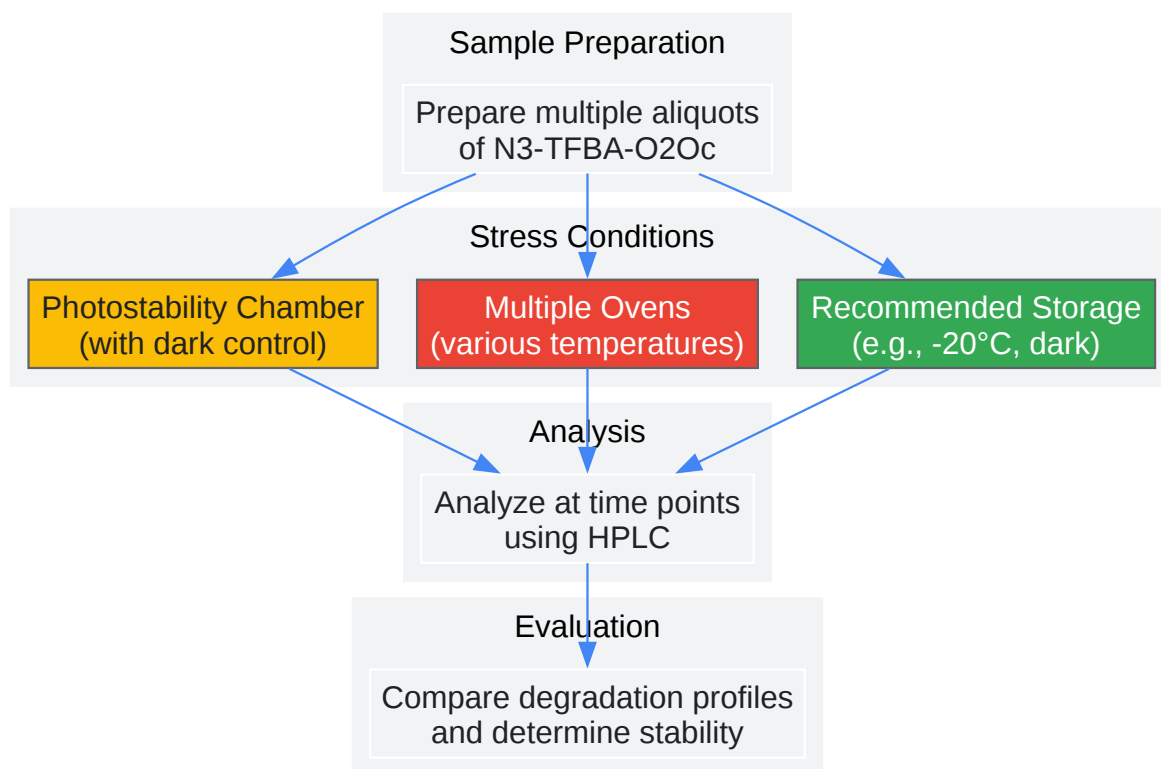 Sample Preparation
Prepare multiple aliquots
of N3-TFBA-O2Oc
Stress Conditions
Photostability Chamber
(with dark control)
Multiple Ovens
(various temperatures)
Recommended Storage
(e.g., -20°C, dark)
Analysis
Analyze at time points
using HPLC
Evaluation
Compare degradation profiles
and determine stability